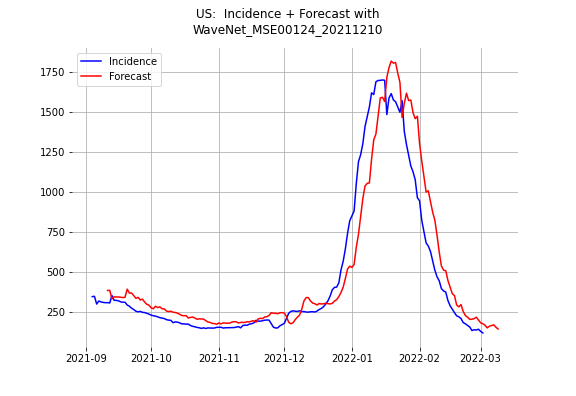 US:  Incidence + Forecast with
WaveNet_MSE00124_20211210
Incidence
Forecast
1750
1500
1250
1000
750
500
250
2021-09 2021-10 2021-11 2021-12 2022-01 2022-02 2022-03